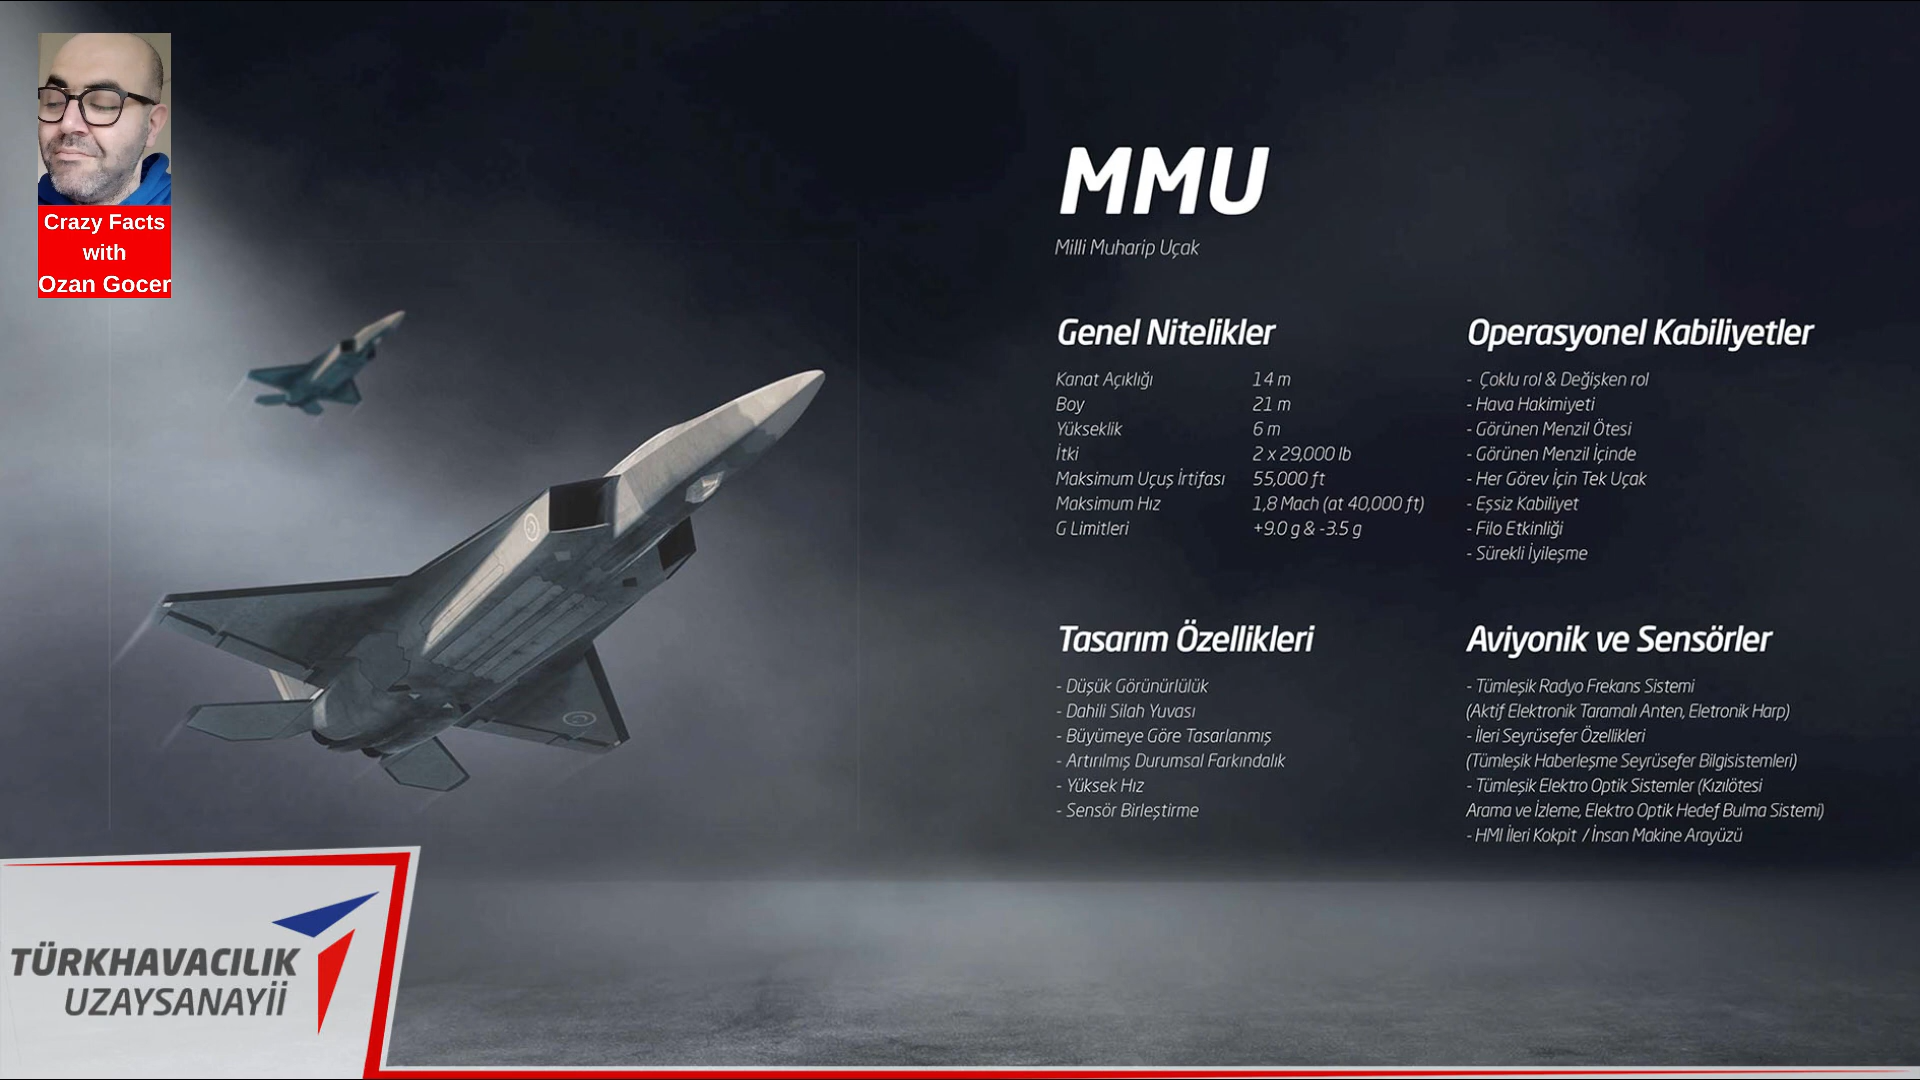 Crazy Facts
with
Ozan Gocer
MMU
Milli Muharip Uçak
Genel Nitelikler
Kanat Açıklığı 14 m
Boy 21 m
Yükseklik 6 m
İtki 2 x 29,000 lb
Maksimum Uçuş İrtifası 55,000 ft
Maksimum Hız 1,8 Mach (at 40,000 ft)
G Limitleri +9.0 g & -3.5 g
Operasyonel Kabiliyetler
- Çoklu rol & Değişken rol
- Hava Hakimiyeti
- Görünen Menzil Ötesi
- Görünen Menzil İçinde
- Her Görev İçin Tek Uçak
- Eşsiz Kabiliyet
- Filo Etkinliği
- Sürekli İyileşme
Tasarım Özellikleri
- Düşük Görünürlülük
- Dahili Silah Yuvası
- Büyümeye Göre Tasarlanmış
- Artırılmış Durumsal Farkındalık
- Yüksek Hız
- Sensör Birleştirme
Aviyonik ve Sensörler
- Tümleşik Radyo Frekans Sistemi
(Aktif Elektronik Taramalı Anten, Eletronik Harp)
- İleri Seyrüsefer Özellikleri
(Tümleşik Haberleşme Seyrüsefer Bilgisistemleri)
- Tümleşik Elektro Optik Sistemler (Kızılötesi
Arama ve İzleme, Elektro Optik Hedef Bulma Sistemi)
- HMI İleri Kokpit / İnsan Makine Arayüzü
TÜRKHAVACILIK
UZAYSANAYİİ